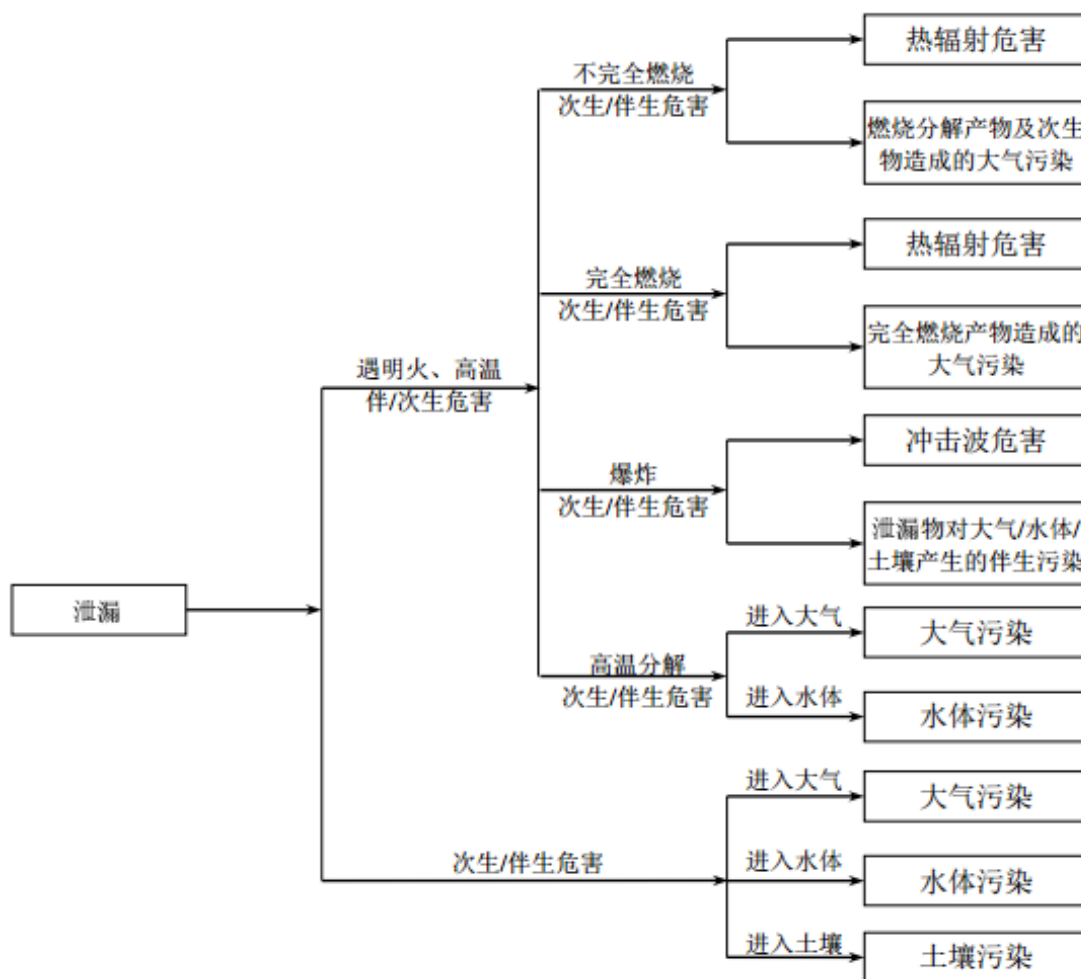 热辐射危害
不完全燃烧
次生/伴生危害
燃烧分解产物及次生
物造成的大气污染
热辐射危害
完全燃烧
次生/伴生危害
完全燃烧产物造成的
大气污染
遇明火、高温
伴/次生危害
冲击波危害
爆炸
次生/伴生危害
泄漏物对大气/水体/
土壤产生的伴生污染
泄漏
进入大气
大气污染
高温分解
次生/伴生危害
进入水体
水体污染
进入大气
大气污染
次生/伴生危害
进入水体
水体污染
进入土壤
土壤污染